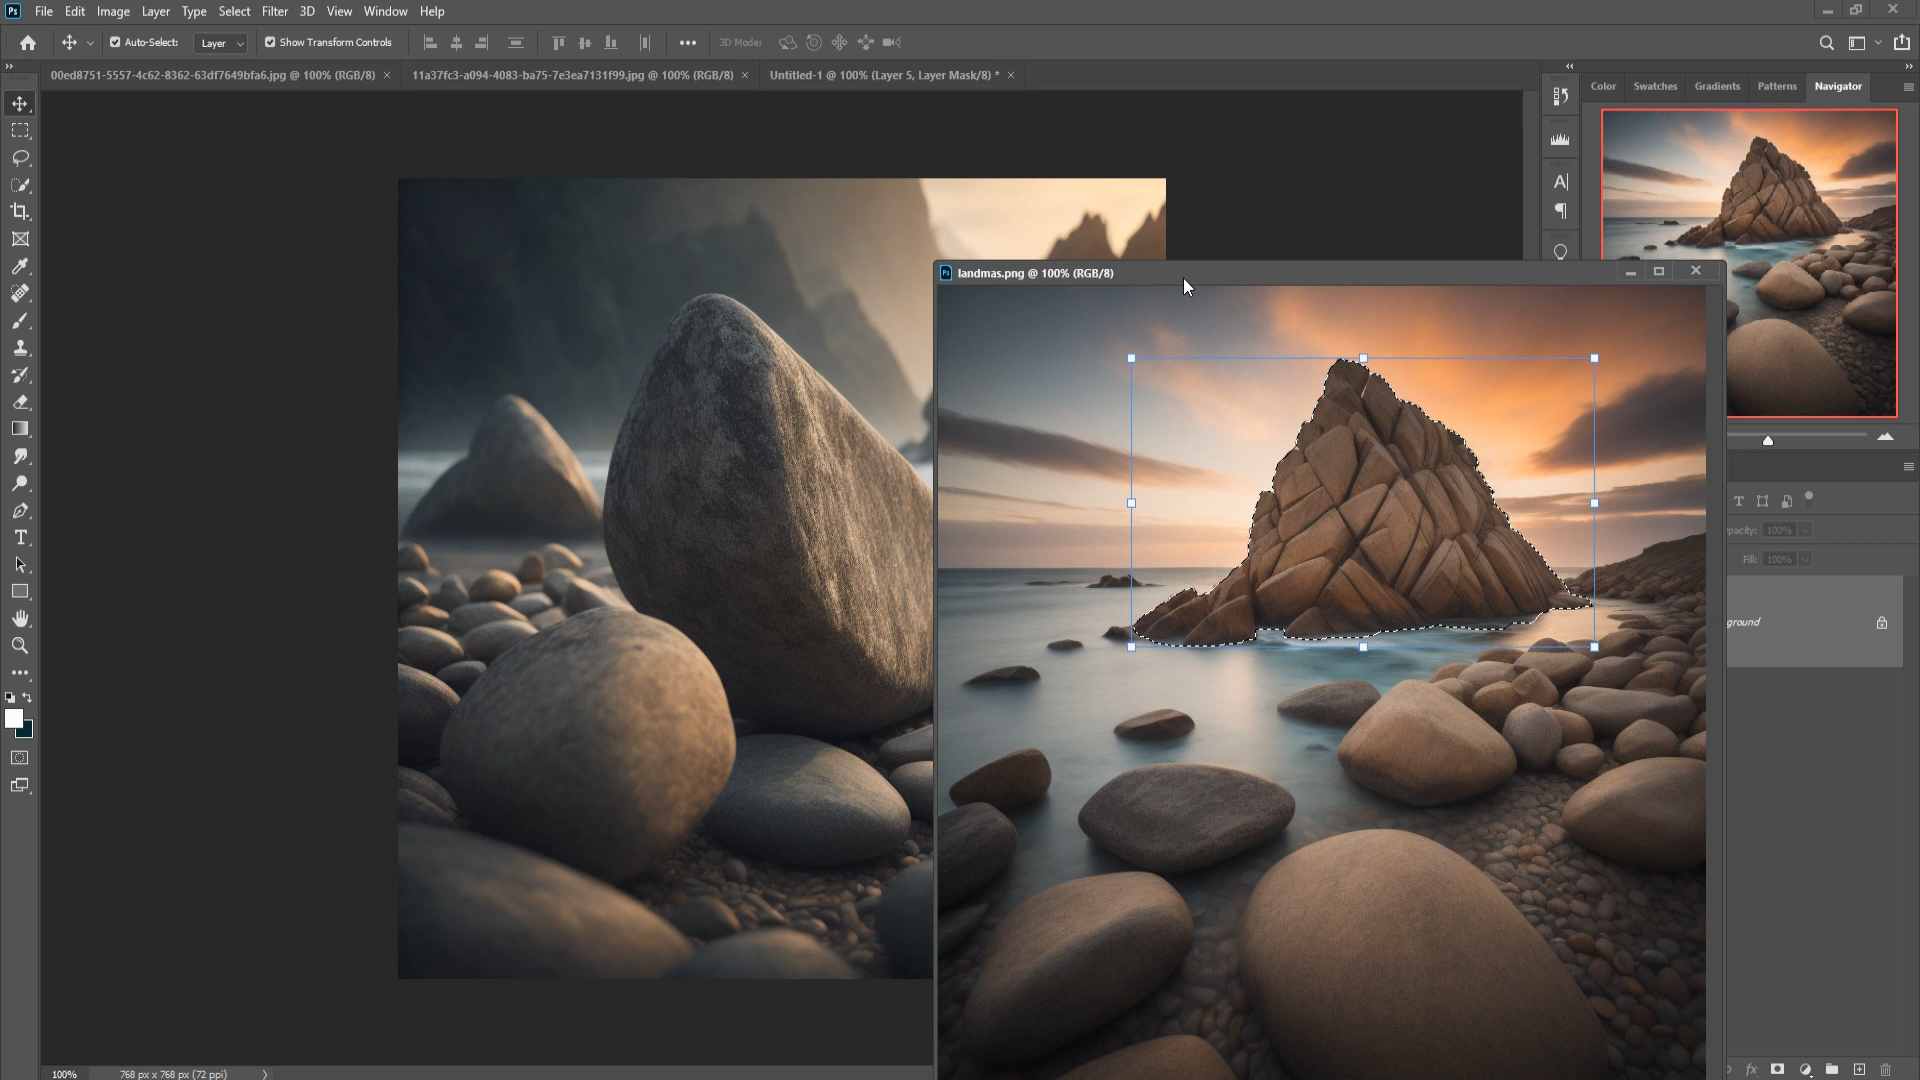 Ps File Edit Image Layer Type Select Filter 3D View Window Help
Auto-Select: Layer Show Transform Controls 3D Mode:
00ed8751-5557-4c62-8362-63df7649bfa6.jpg @ 100% (RGB/8) × 11a37fc3-a094-4083-ba75-7e3ea7131f99.jpg @ 100% (RGB/8) × Untitled-1 @ 100% (Layer 5, Layer Mask/8) * ×
Color Swatches Gradients Patterns Navigator
Ps landmas.png @ 100% (RGB/8)
pacity: 100%
Fill: 100%
ground
fx
100% 768 px x 768 px (72 ppi)